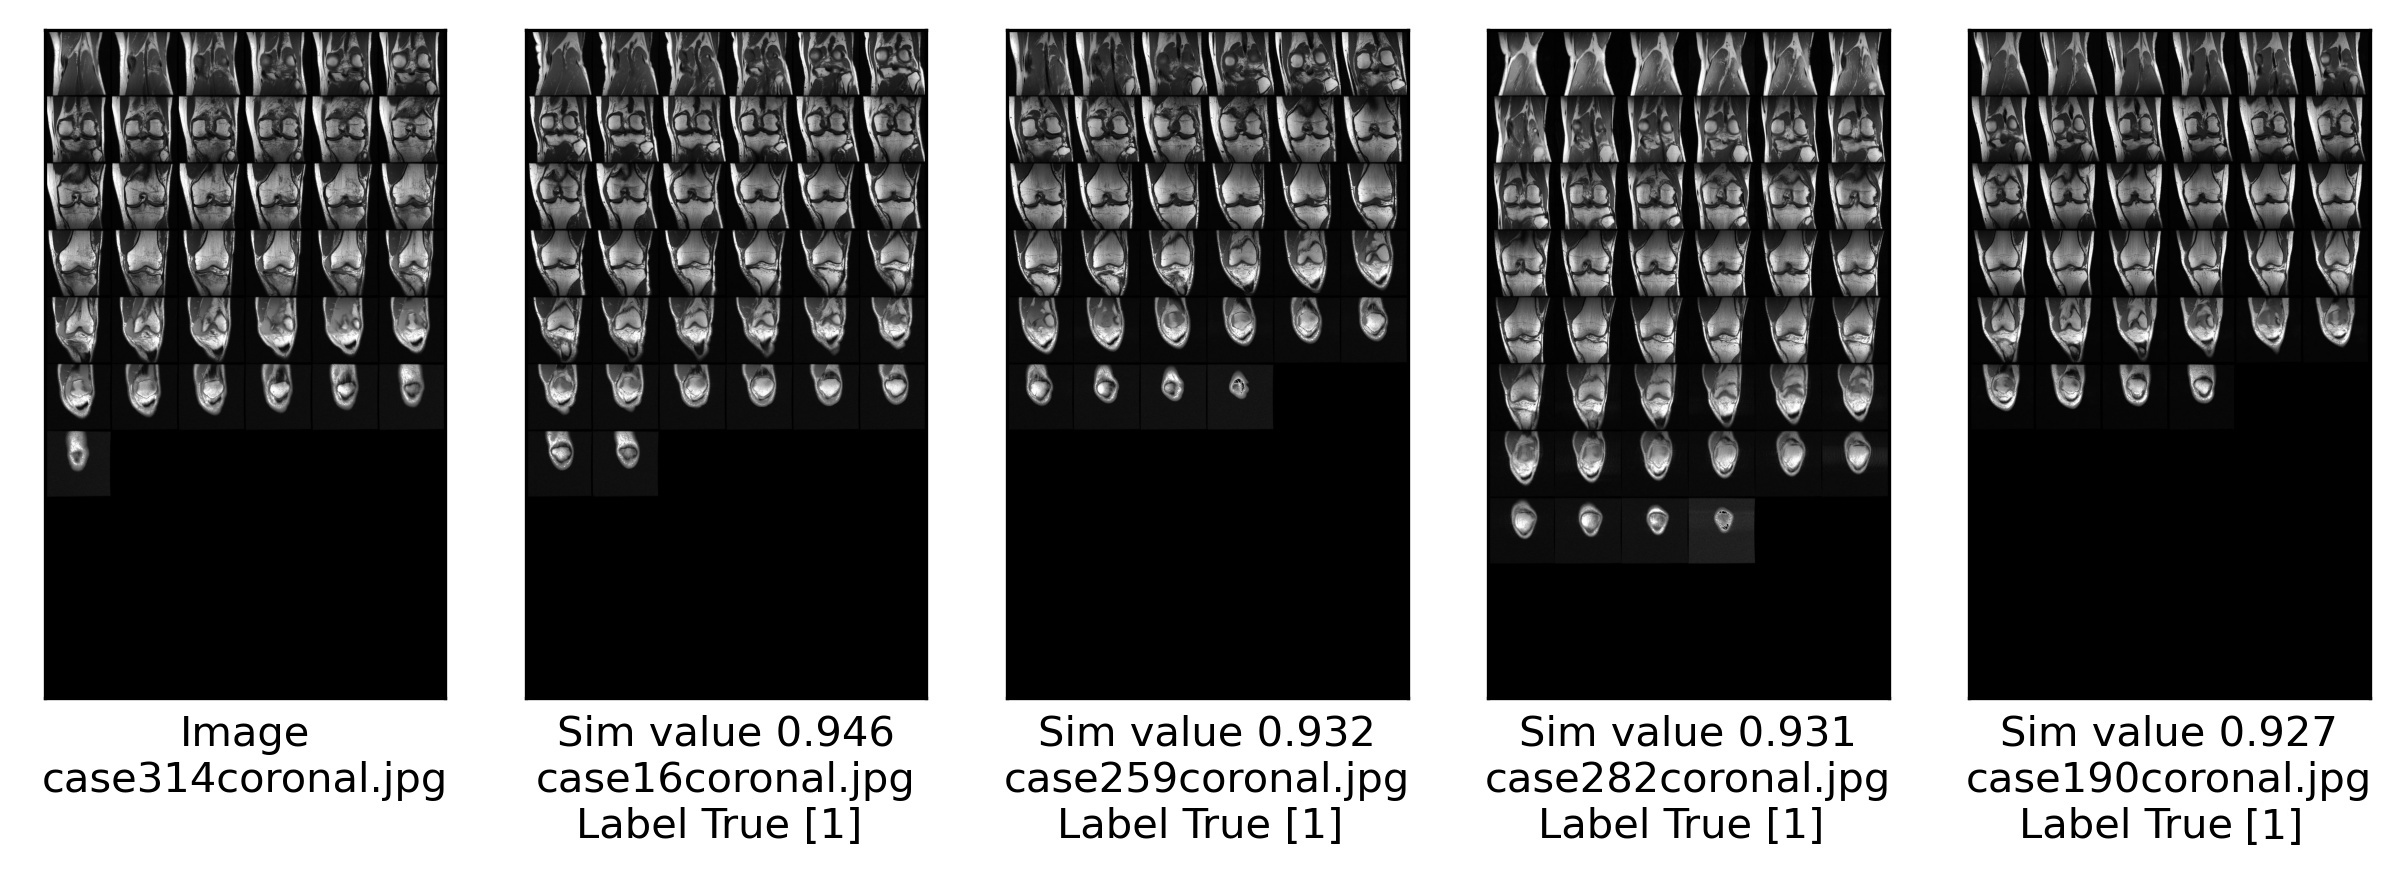 Image
case314coronal.jpg
Sim value 0.946
case16coronal.jpg
Label True [1]
Sim value 0.932
case259coronal.jpg
Label True [1]
Sim value 0.931
case282coronal.jpg
Label True [1]
Sim value 0.927
case190coronal.jpg
Label True [1]